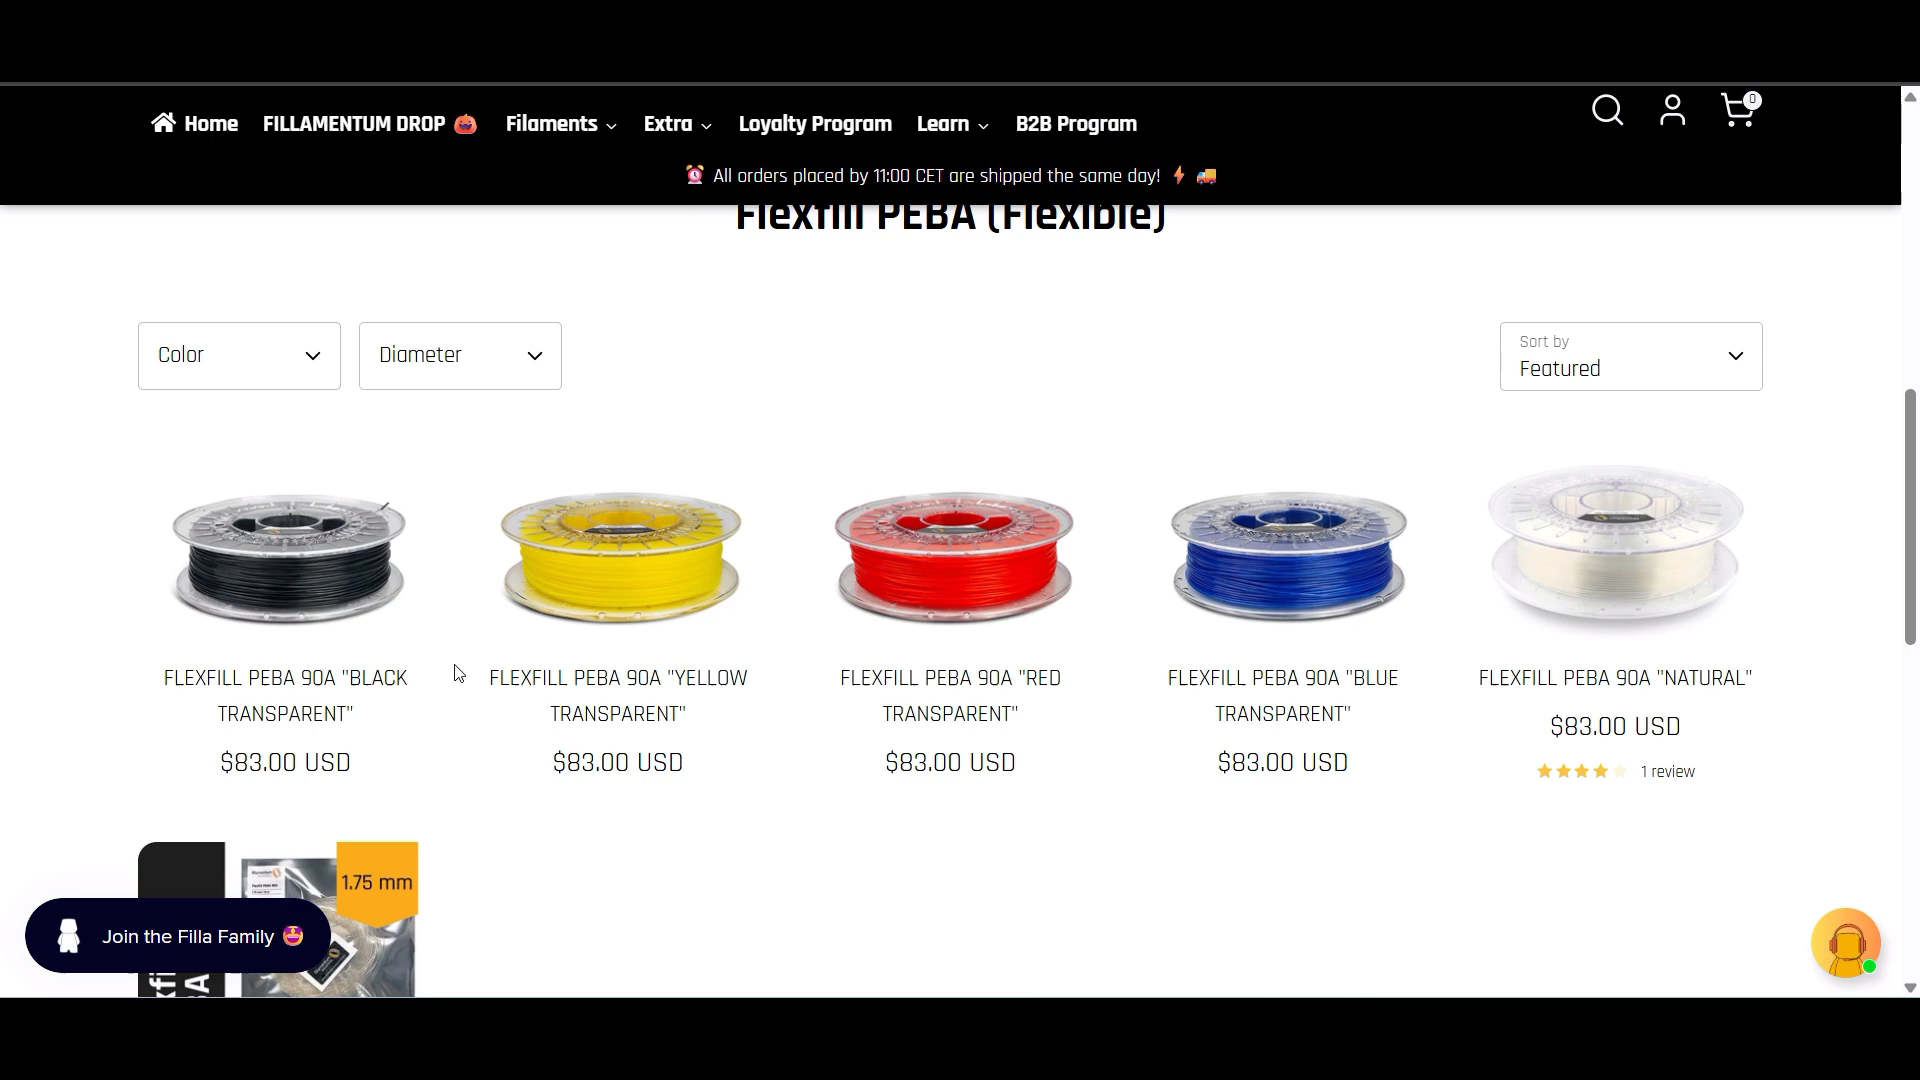 Home FILLAMENTUM DROP 🎃 Filaments Extra Loyalty Program Learn B2B Program
0
⏰ All orders placed by 11:00 CET are shipped the same day! ⚡ 🚚
Flexfill PEBA (Flexible)
Color
Diameter
Sort by
Featured
FLEXFILL PEBA 90A "BLACK
TRANSPARENT"
$83.00 USD
FLEXFILL PEBA 90A "YELLOW
TRANSPARENT"
$83.00 USD
FLEXFILL PEBA 90A "RED
TRANSPARENT"
$83.00 USD
FLEXFILL PEBA 90A "BLUE
TRANSPARENT"
$83.00 USD
FLEXFILL PEBA 90A "NATURAL"
$83.00 USD
1 review
1.75 mm
Join the Filla Family 🤩